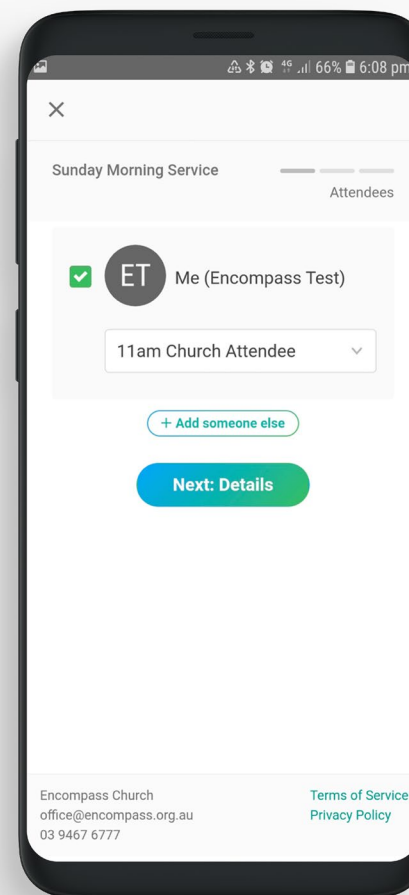 4G 66% 6:08 pm
Sunday Morning Service
Attendees
ET Me (Encompass Test)
11am Church Attendee
+ Add someone else
Next: Details
Encompass Church
Terms of Service
office@encompass.org.au
Privacy Policy
03 9467 6777